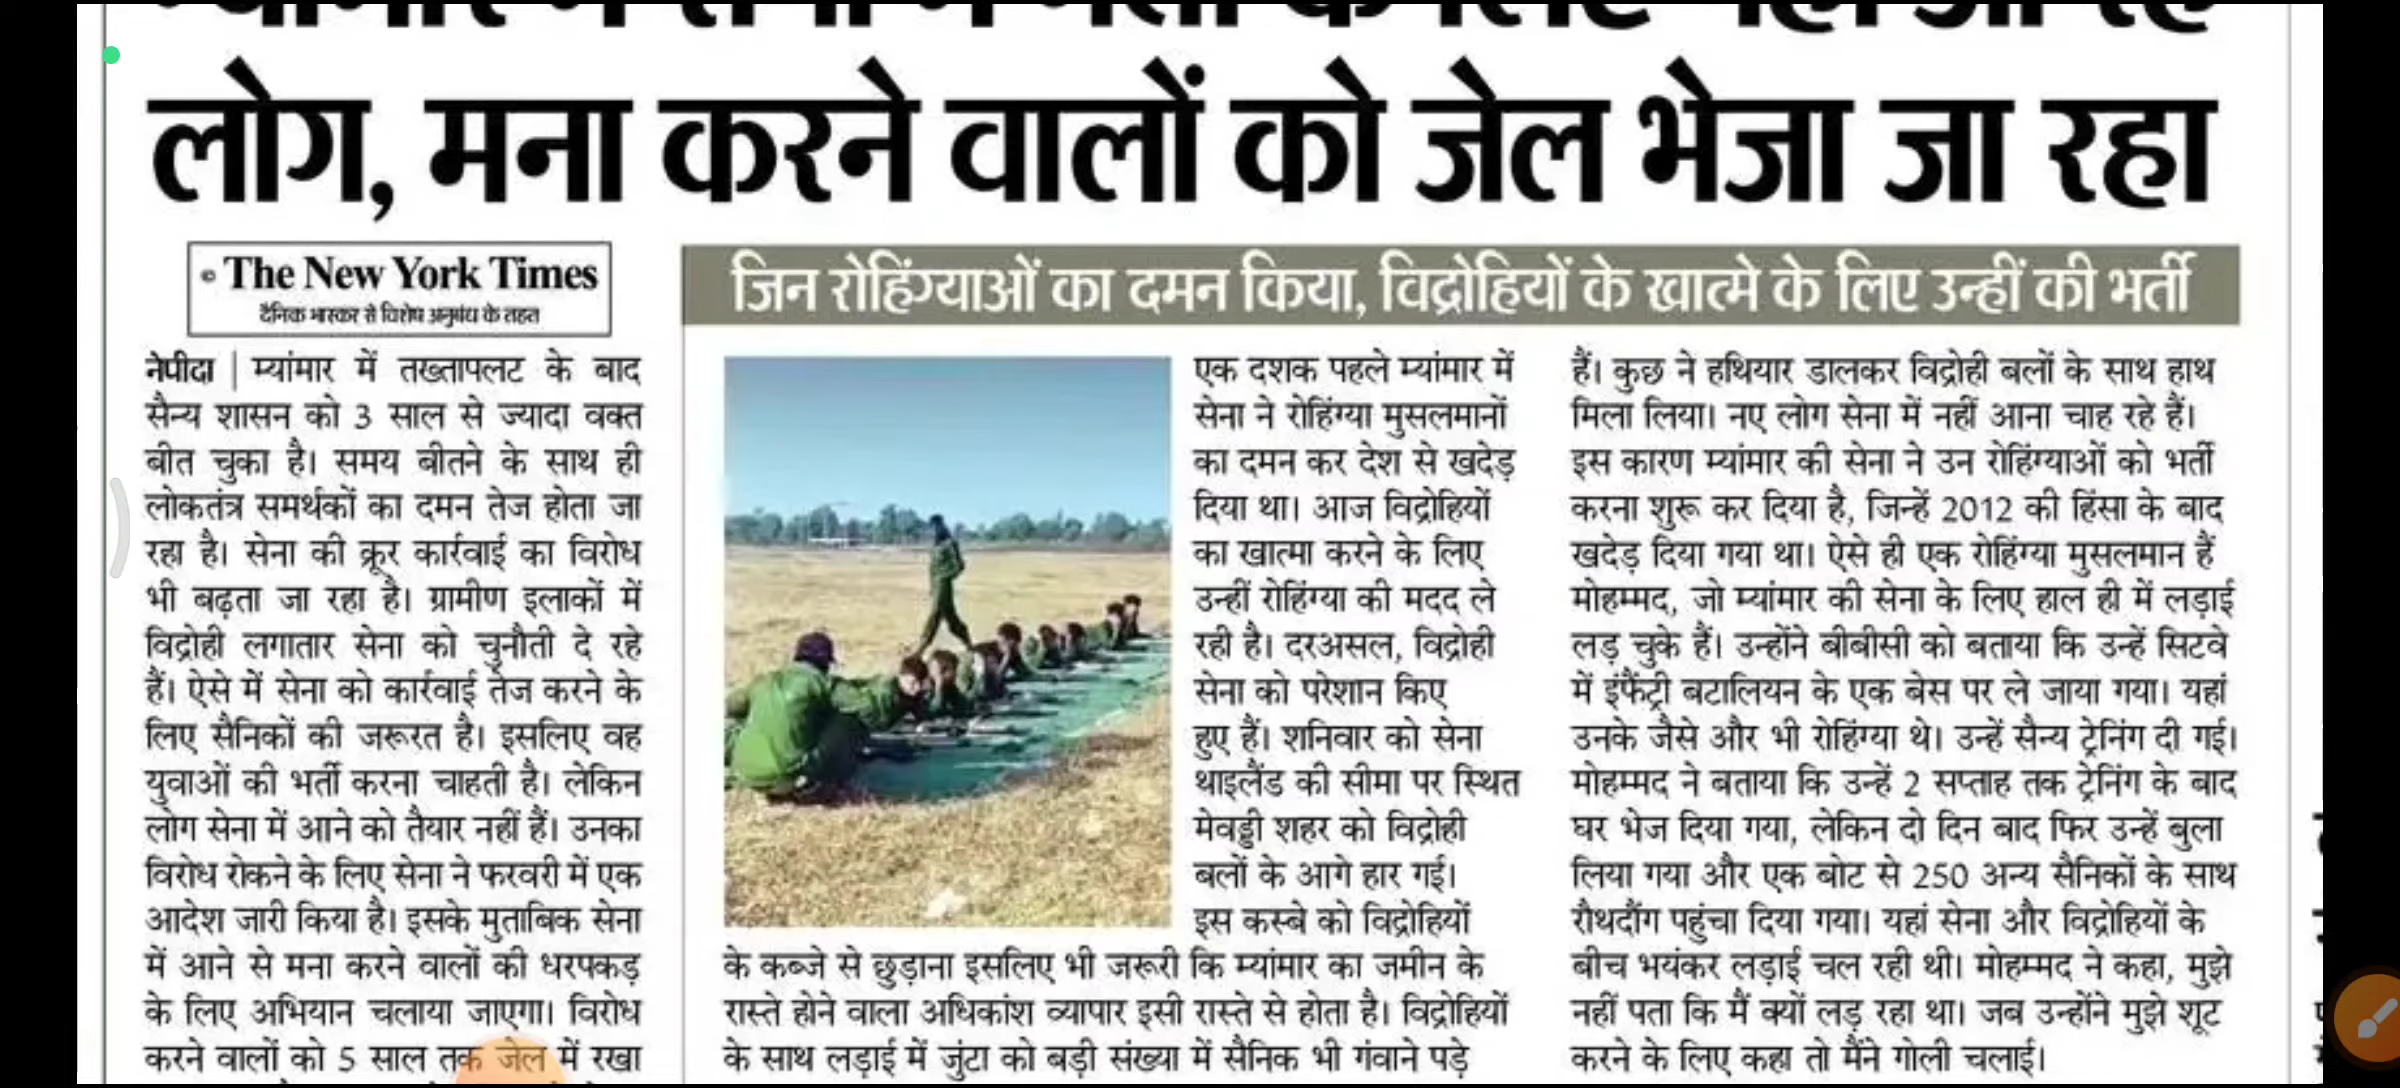 लोग, मना करने वालों को जेल भेजा जा रहा
© The New York Times
दैनिक भास्कर से विशेष अनुबंध के तहत
नेपीदा | म्यांमार में तख्तापलट के बाद
सैन्य शासन को 3 साल से ज्यादा वक्त
बीत चुका है। समय बीतने के साथ ही
लोकतंत्र समर्थकों का दमन तेज होता जा
रहा है। सेना की क्रूर कार्रवाई का विरोध
भी बढ़ता जा रहा है। ग्रामीण इलाकों में
विद्रोही लगातार सेना को चुनौती दे रहे
हैं। ऐसे में सेना को कार्रवाई तेज करने के
लिए सैनिकों की जरूरत है। इसलिए वह
युवाओं की भर्ती करना चाहती है। लेकिन
लोग सेना में आने को तैयार नहीं हैं। उनका
विरोध रोकने के लिए सेना ने फरवरी में एक
आदेश जारी किया है। इसके मुताबिक सेना
में आने से मना करने वालों की धरपकड़
के लिए अभियान चलाया जाएगा। विरोध
करने वालों को 5 साल तक जेल में रखा
जिन रोहिंग्याओं का दमन किया, विद्रोहियों के खात्मे के लिए उन्हीं की भर्ती
एक दशक पहले म्यांमार में
सेना ने रोहिंग्या मुसलमानों
का दमन कर देश से खदेड़
दिया था। आज विद्रोहियों
का खात्मा करने के लिए
उन्हीं रोहिंग्या की मदद ले
रही है। दरअसल, विद्रोही
सेना को परेशान किए
हुए हैं। शनिवार को सेना
थाइलैंड की सीमा पर स्थित
मेवड्डी शहर को विद्रोही
बलों के आगे हार गई।
इस कस्बे को विद्रोहियों
के कब्जे से छुड़ाना इसलिए भी जरूरी कि म्यांमार का जमीन के
रास्ते होने वाला अधिकांश व्यापार इसी रास्ते से होता है। विद्रोहियों
के साथ लड़ाई में जुंटा को बड़ी संख्या में सैनिक भी गंवाने पड़े
हैं। कुछ ने हथियार डालकर विद्रोही बलों के साथ हाथ
मिला लिया। नए लोग सेना में नहीं आना चाह रहे हैं।
इस कारण म्यांमार की सेना ने उन रोहिंग्याओं को भर्ती
करना शुरू कर दिया है, जिन्हें 2012 की हिंसा के बाद
खदेड़ दिया गया था। ऐसे ही एक रोहिंग्या मुसलमान हैं
मोहम्मद, जो म्यांमार की सेना के लिए हाल ही में लड़ाई
लड़ चुके हैं। उन्होंने बीबीसी को बताया कि उन्हें सिटवे
में इंफैंट्री बटालियन के एक बेस पर ले जाया गया। यहां
उनके जैसे और भी रोहिंग्या थे। उन्हें सैन्य ट्रेनिंग दी गई।
मोहम्मद ने बताया कि उन्हें 2 सप्ताह तक ट्रेनिंग के बाद
घर भेज दिया गया, लेकिन दो दिन बाद फिर उन्हें बुला
लिया गया और एक बोट से 250 अन्य सैनिकों के साथ
रौथदौंग पहुंचा दिया गया। यहां सेना और विद्रोहियों के
बीच भयंकर लड़ाई चल रही थी। मोहम्मद ने कहा, मुझे
नहीं पता कि मैं क्यों लड़ रहा था। जब उन्होंने मुझे शूट
करने के लिए कहा तो मैंने गोली चलाई।